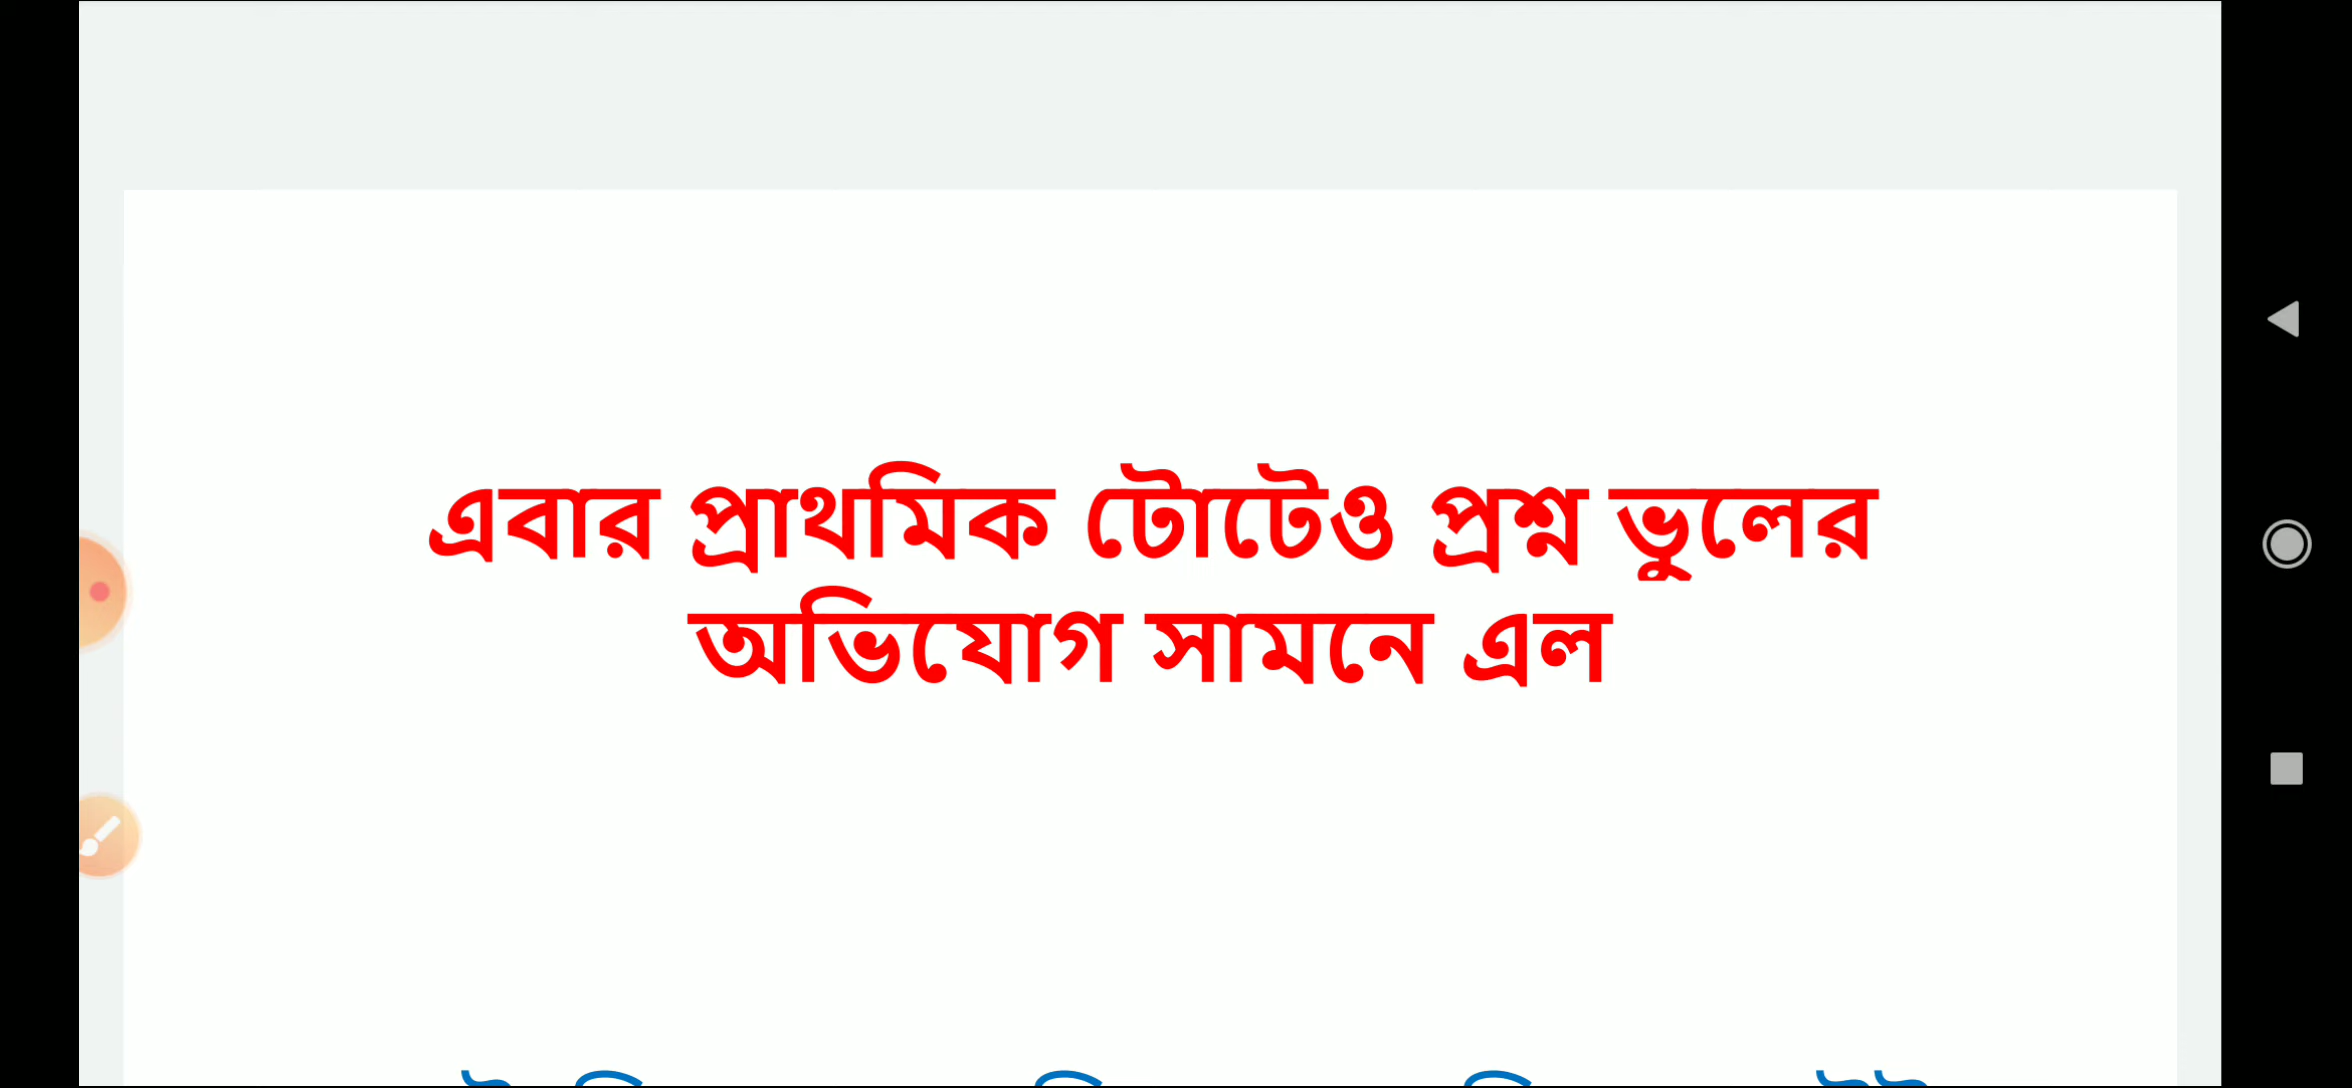 এবার প্রাথমিক টোটেও প্রশ্ন ভুলের
অভিযোগ সামনে এল